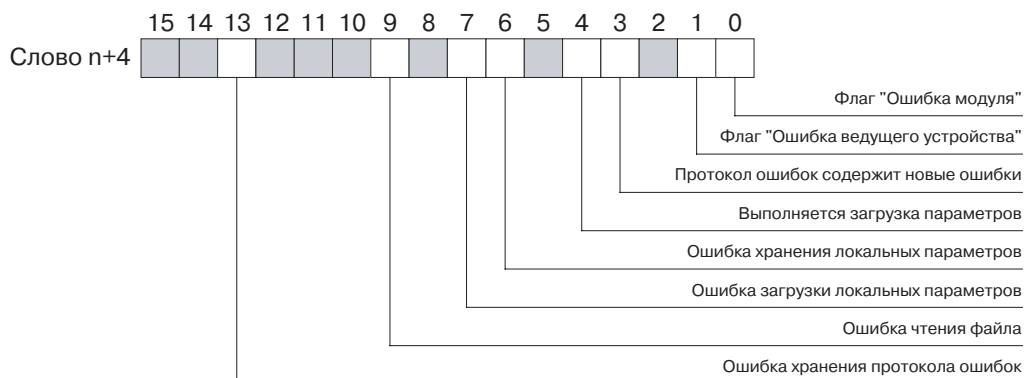 15 14 13 12 11 10 9 8 7 6 5 4 3 2 1 0
Слово n+4
Флаг "Ошибка модуля"
Флаг "Ошибка ведущего устройства"
Протокол ошибок содержит новые ошибки
Выполняется загрузка параметров
Ошибка хранения локальных параметров
Ошибка загрузки локальных параметров
Ошибка чтения файла
Ошибка хранения протокола ошибок